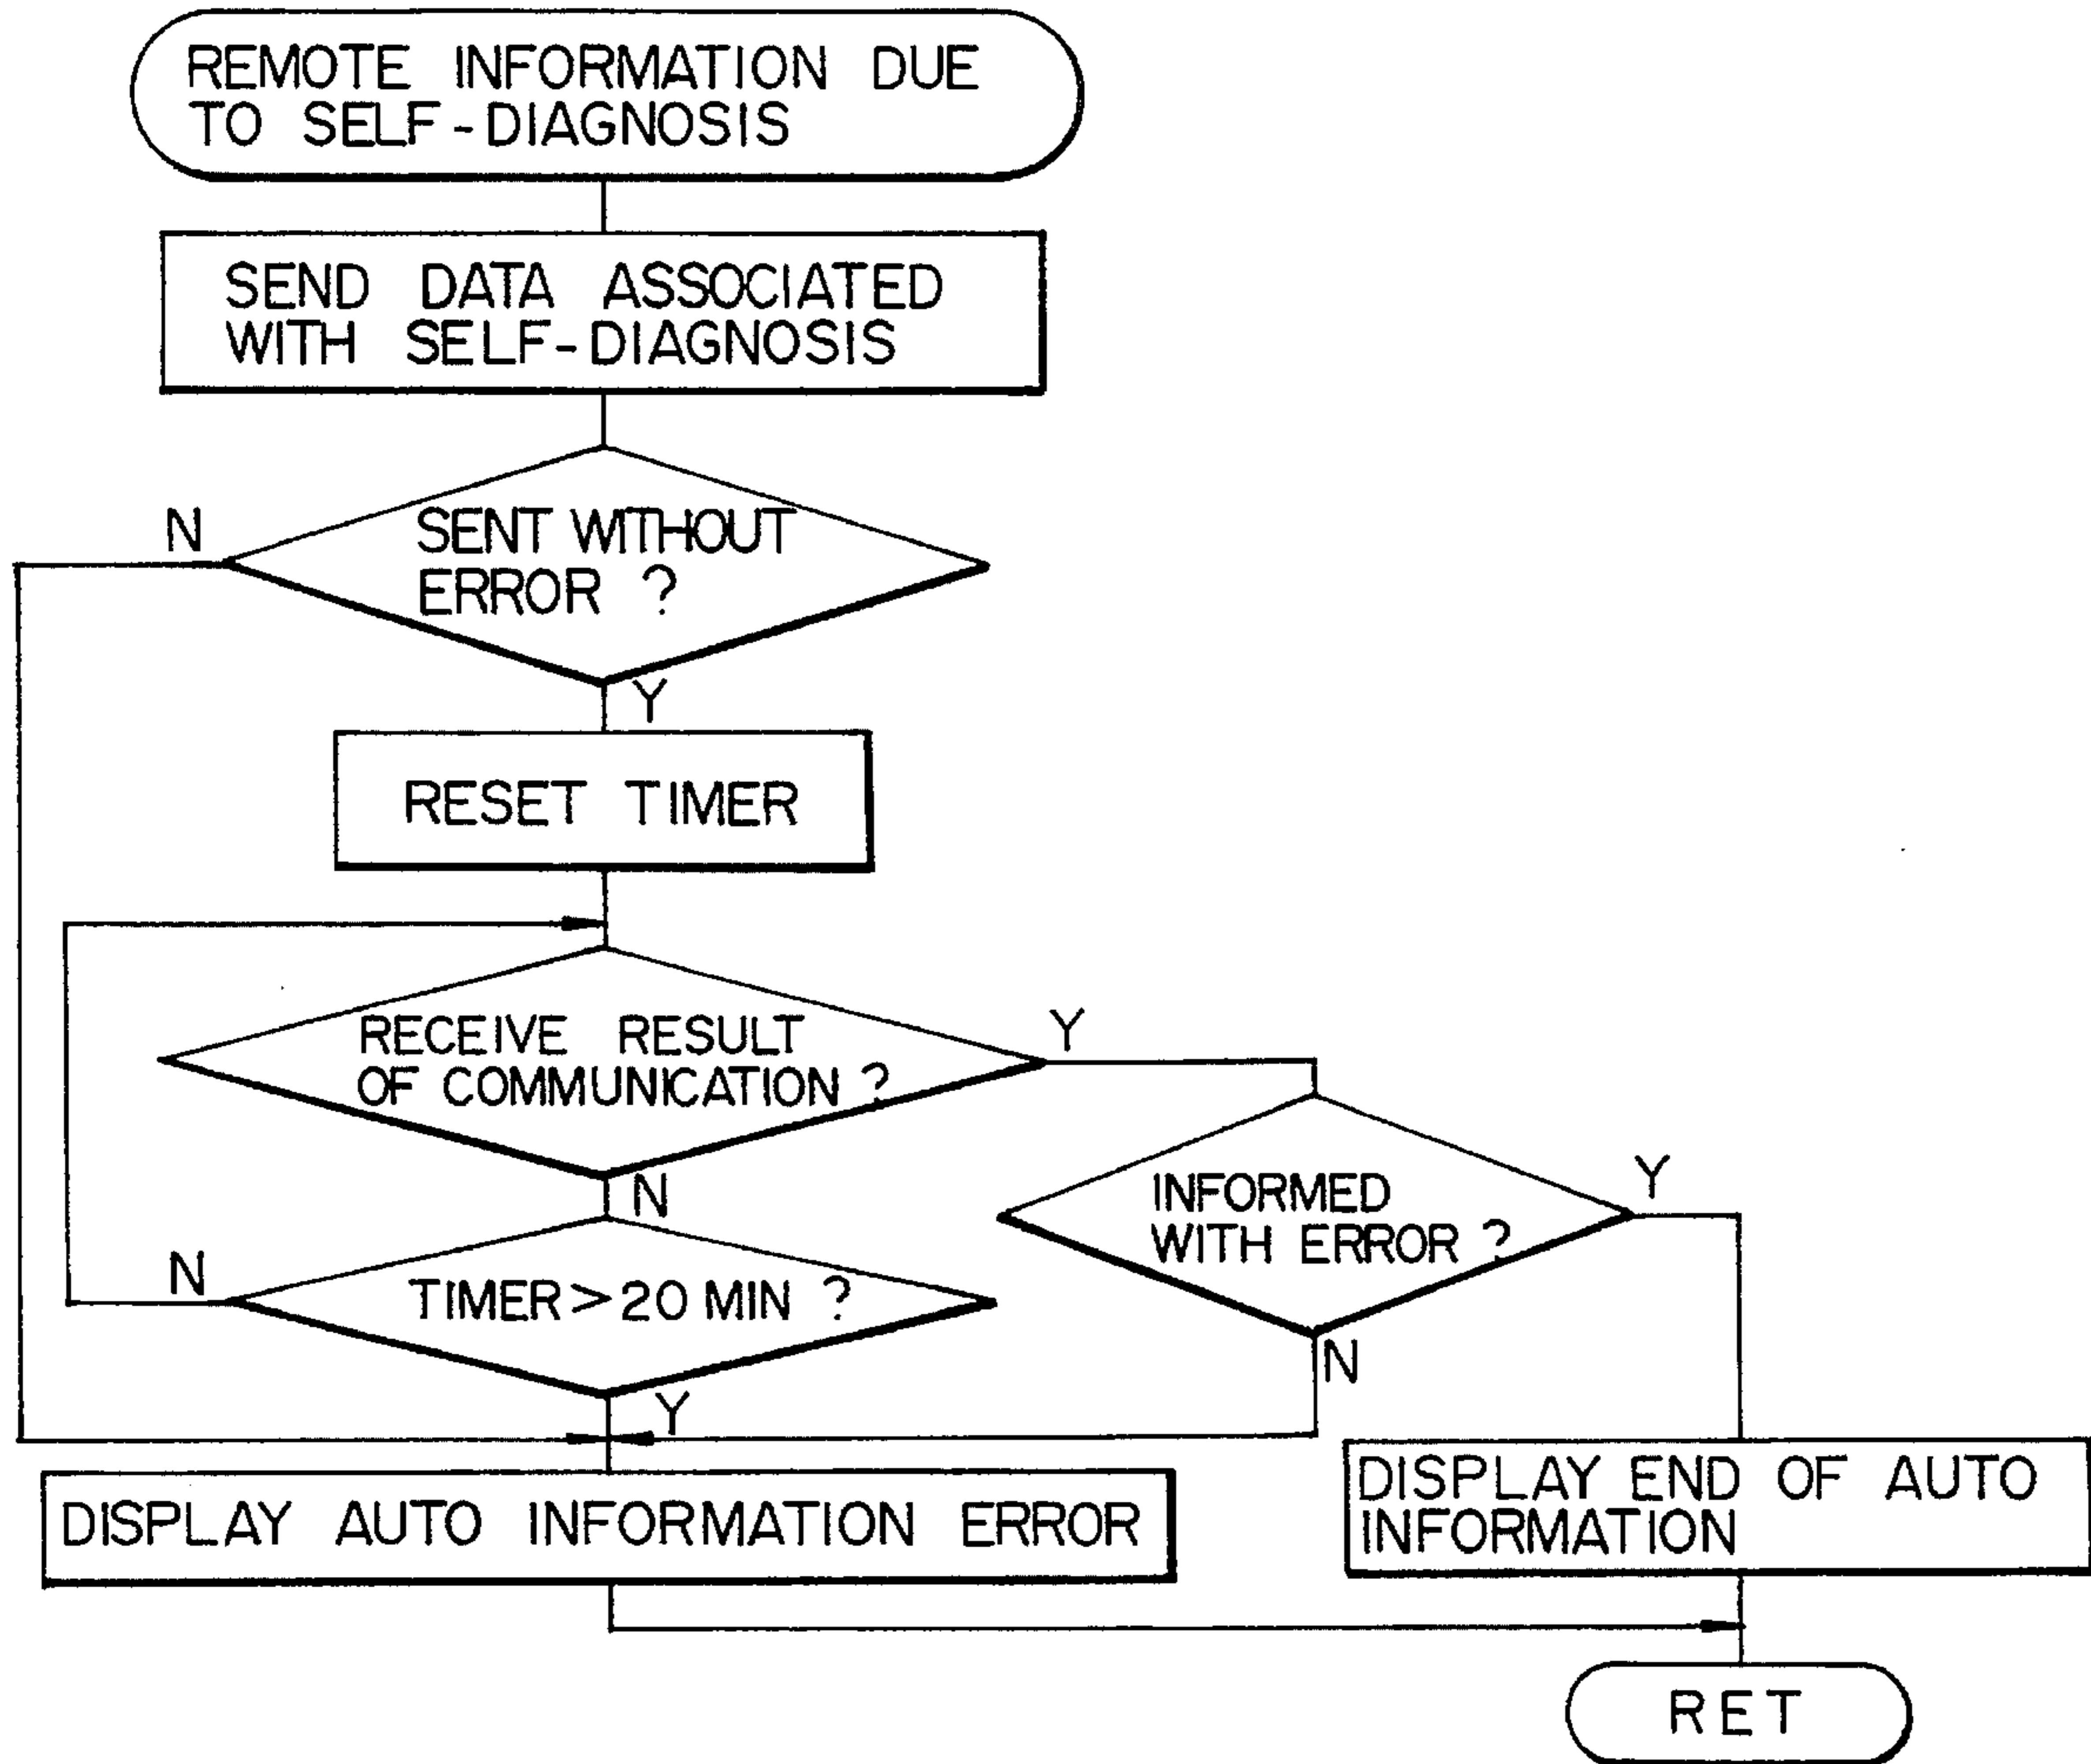 REMOTE INFORMATION DUE
TO SELF-DIAGNOSIS
SEND DATA ASSOCIATED
WITH SELF-DIAGNOSIS
N
SENT WITHOUT
ERROR ?
Y
RESET TIMER
RECEIVE RESULT
OF COMMUNICATION ?
Y
N
INFORMED
WITH ERROR ?
Y
N
N
TIMER > 20 MIN ?
Y
DISPLAY AUTO INFORMATION ERROR
DISPLAY END OF AUTO
INFORMATION
RET